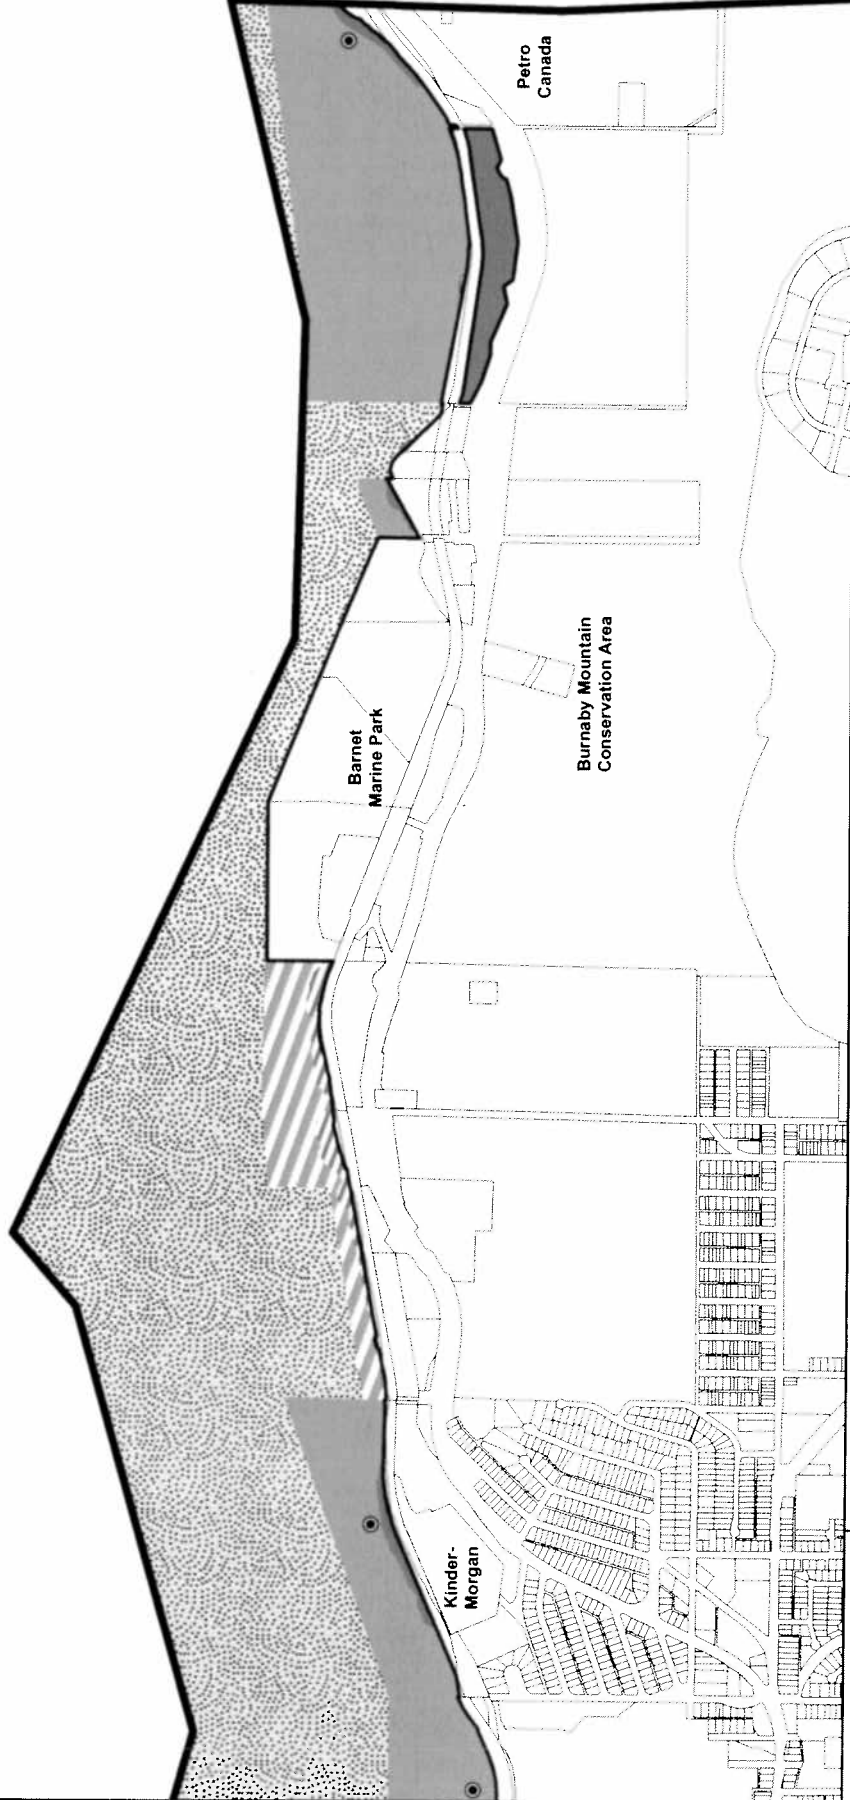 Petro
Canada
Burnaby Mountain
Conservation Area
Barnet
Marine Park
Kinder-
Morgan